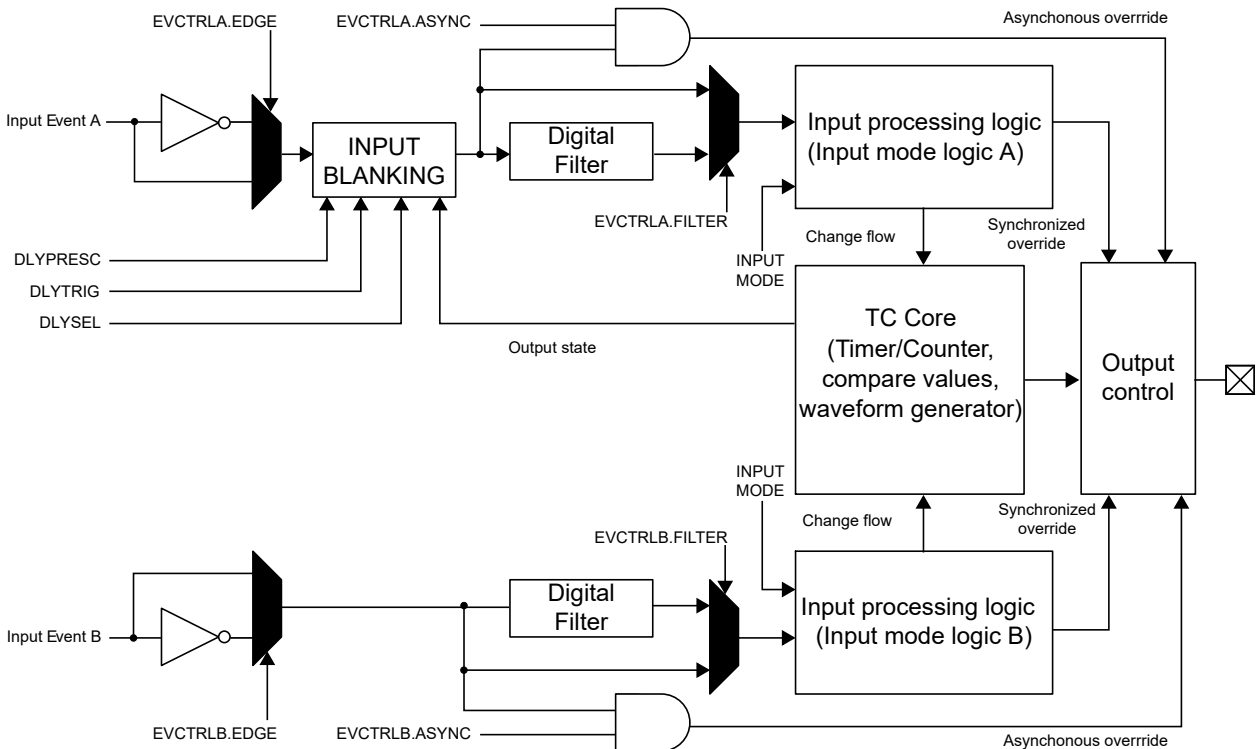 EVCTRLA.EDGE
EVCTRLA.ASYNC
Asynchonous overrride
Input Event A
INPUT
BLANKING
Digital
Filter
Input processing logic
(Input mode logic A)
EVCTRLA.FILTER
DLYPRESC
DLYTRIG
DLYSEL
INPUT
MODE
Change flow
Synchronized
override
Output state
TC Core
(Timer/Counter,
compare values,
waveform generator)
Output
control
INPUT
MODE
Change flow
Synchronized
override
EVCTRLB.FILTER
Input Event B
Digital
Filter
Input processing logic
(Input mode logic B)
EVCTRLB.EDGE
EVCTRLB.ASYNC
Asynchonous overrride